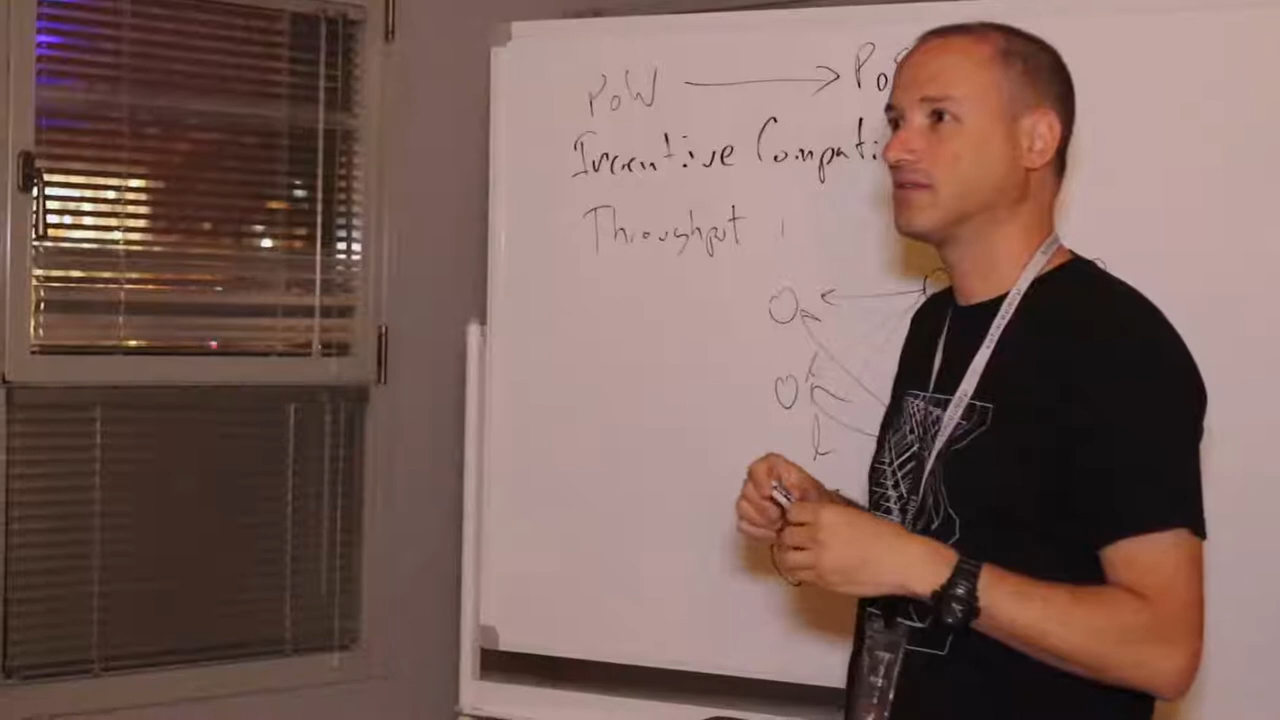 PoW → Po
Incentive Compati
Throughput